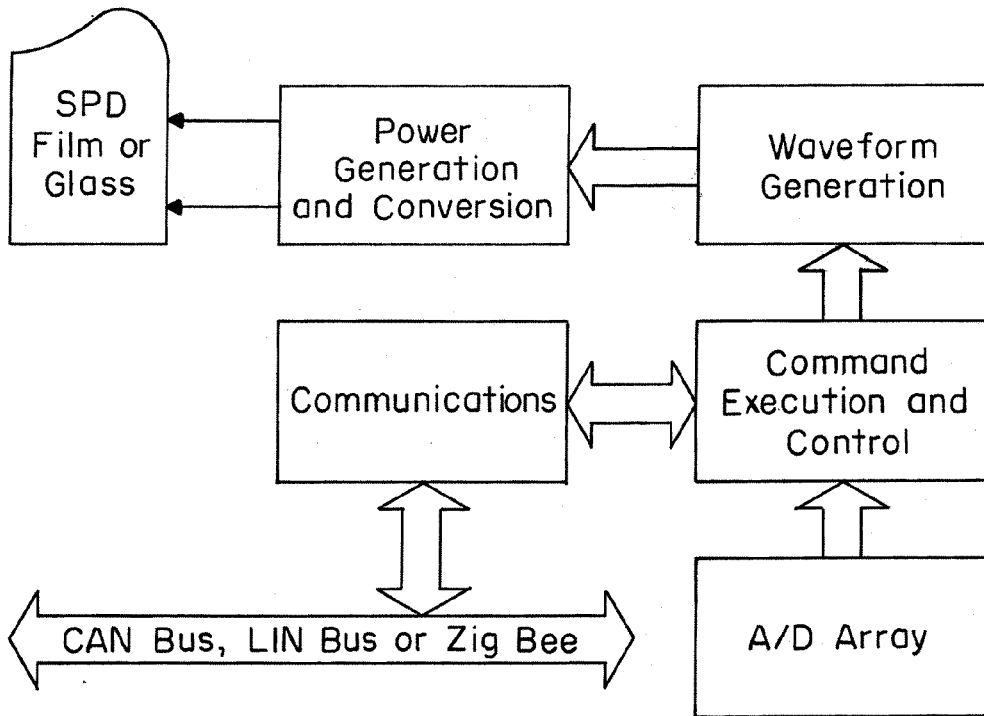 SPD
Film or
Glass
Power
Generation
and Conversion
Waveform
Generation
Communications
Command
Execution and
Control
CAN Bus, LIN Bus or Zig Bee
A/D Array